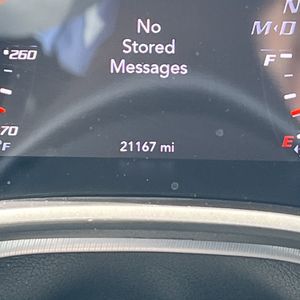 No
Stored
Messages
N
M‹D
260
F
70
°F
21167 mi
E